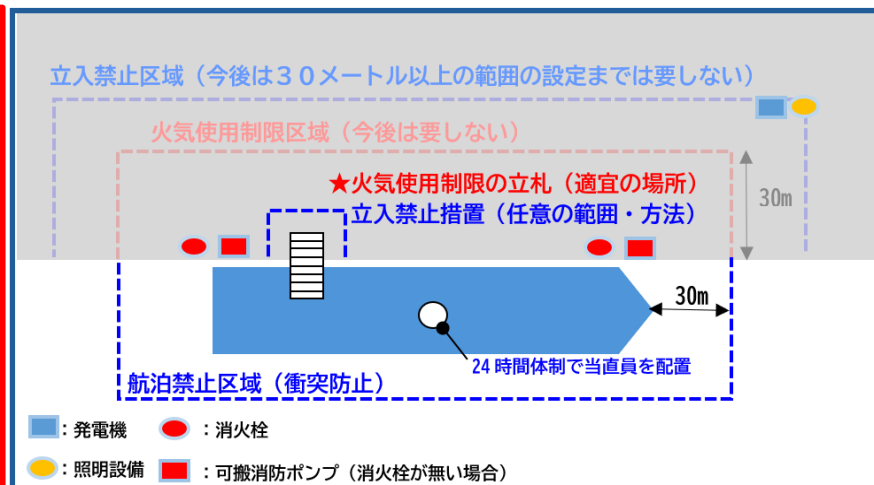 立入禁止区域（今後は３０メートル以上の範囲の設定までは要しない）
火気使用制限区域（今後は要しない）
★火気使用制限の立札（適宜の場所）
立入禁止措置（任意の範囲・方法）
30m
30m
24時間体制で当直員を配置
航泊禁止区域（衝突防止）
：発電機
：消火栓
：照明設備
：可搬消防ポンプ（消火栓が無い場合）